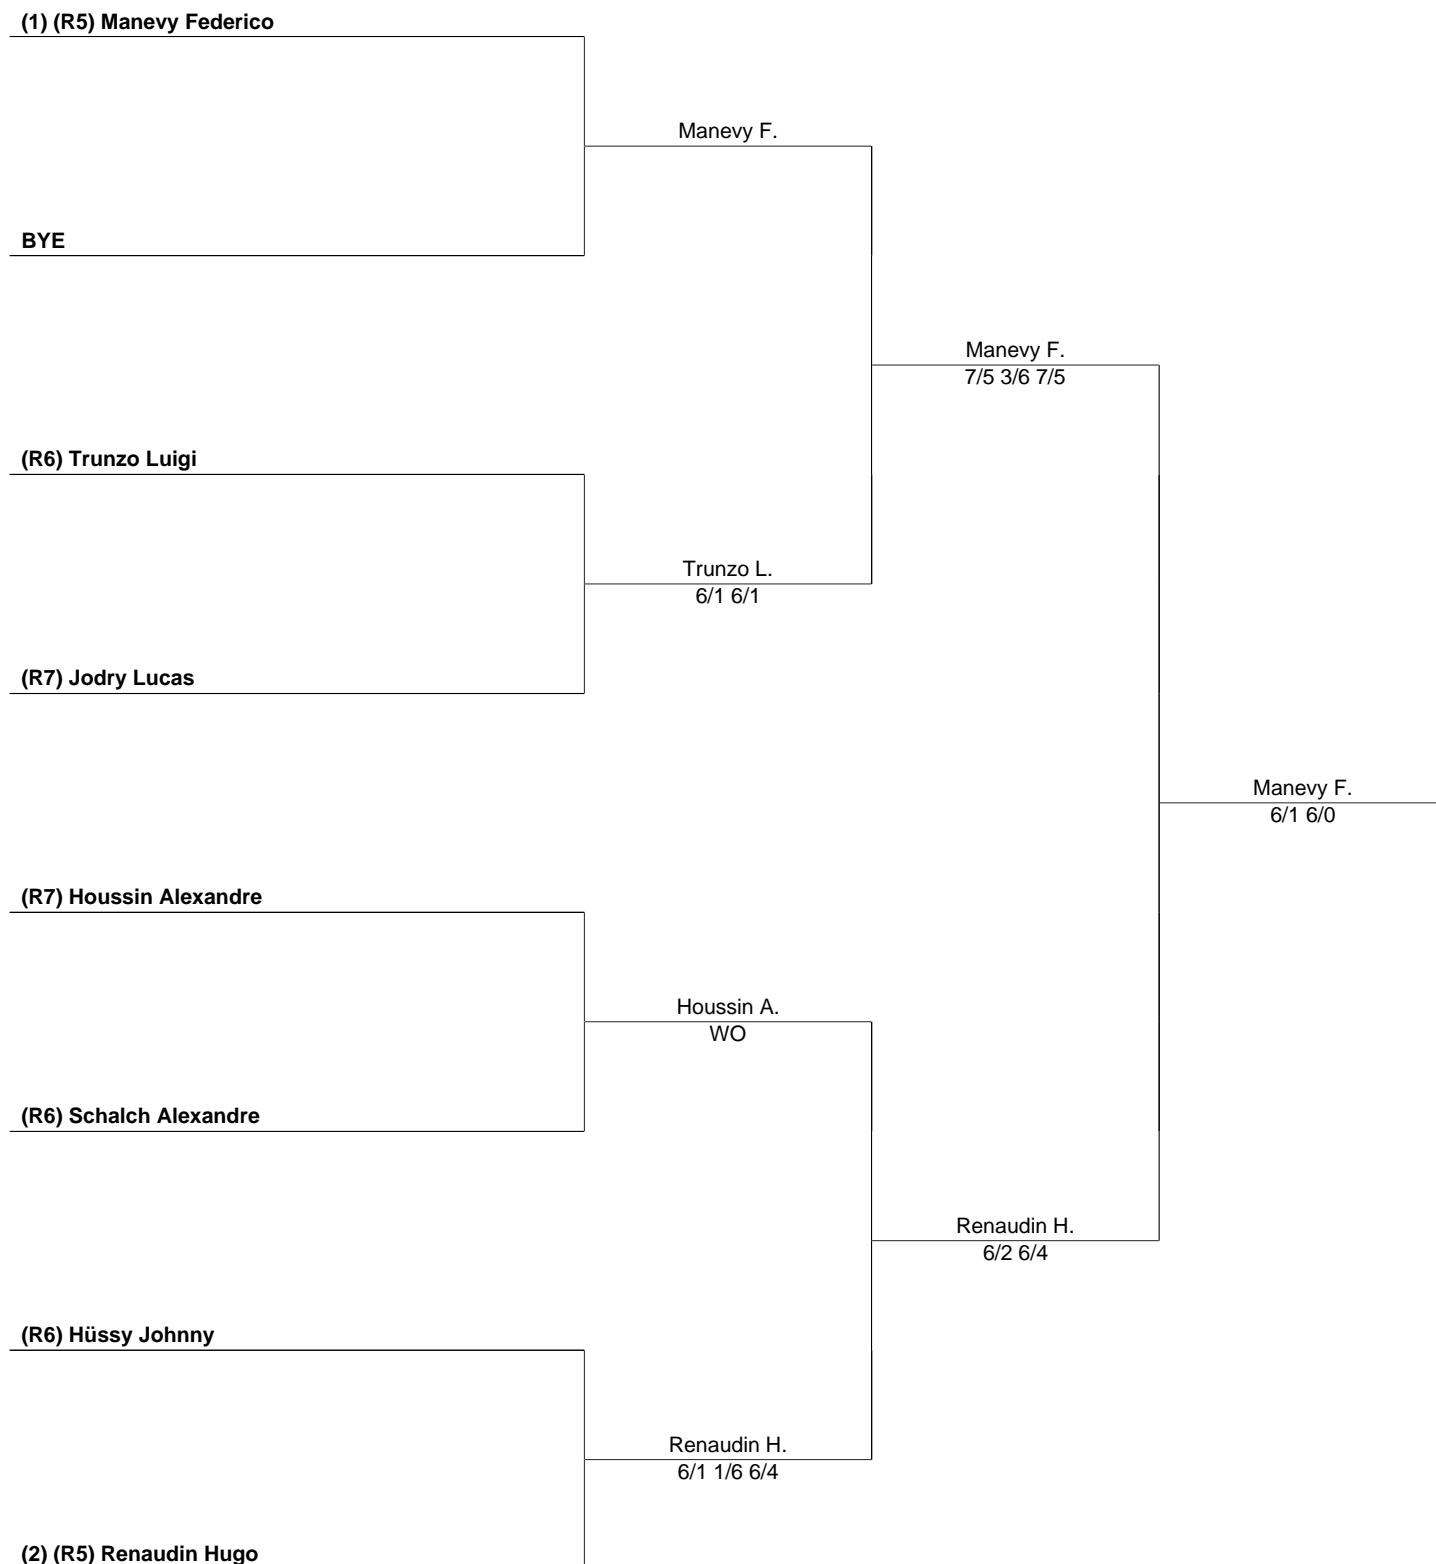 (1) (R5) Manevy Federico
Manevy F.
BYE
Manevy F.
7/5 3/6 7/5
(R6) Trunzo Luigi
Trunzo L.
6/1 6/1
(R7) Jodry Lucas
Manevy F.
6/1 6/0
(R7) Houssin Alexandre
Houssin A.
WO
(R6) Schalch Alexandre
Renaudin H.
6/2 6/4
(R6) Hüssy Johnny
Renaudin H.
6/1 1/6 6/4
(2) (R5) Renaudin Hugo